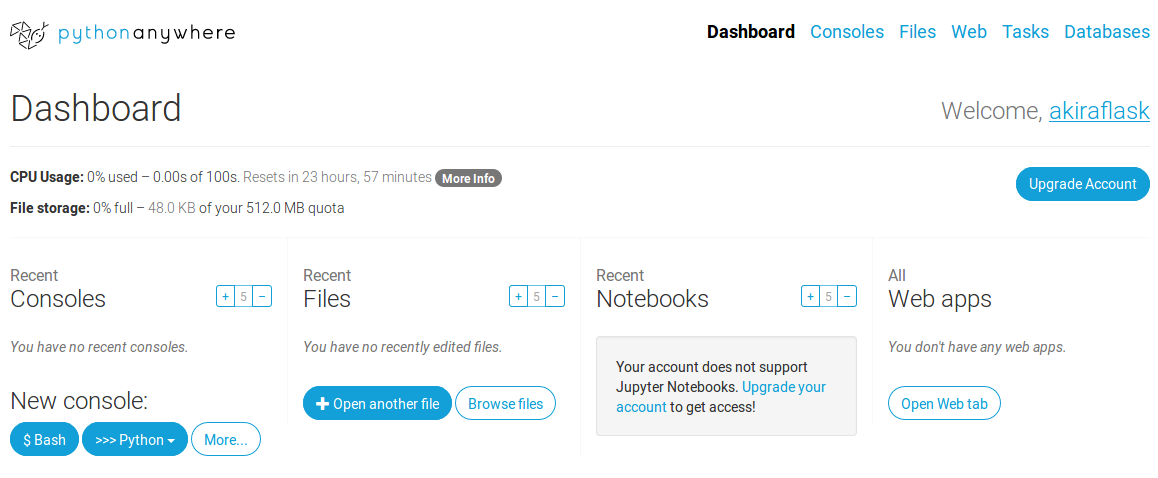 pythonanywhere
Dashboard Consoles Files Web Tasks Databases
Dashboard
Welcome, akiraflask
CPU Usage: 0% used – 0.00s of 100s. Resets in 23 hours, 57 minutes More Info
Upgrade Account
File storage: 0% full – 48.0 KB of your 512.0 MB quota
Recent
Consoles
+ 5 −
You have no recent consoles.
New console:
$ Bash >>> Python More...
Recent
Files
+ 5 −
You have no recently edited files.
+ Open another file Browse files
Recent
Notebooks
+ 5 −
Your account does not support
Jupyter Notebooks. Upgrade your
account to get access!
All
Web apps
You don't have any web apps.
Open Web tab